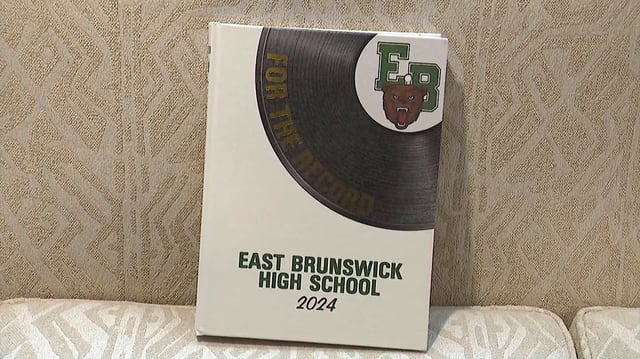 EB
FOR THE RECORD
EAST BRUNSWICK
HIGH SCHOOL
2024